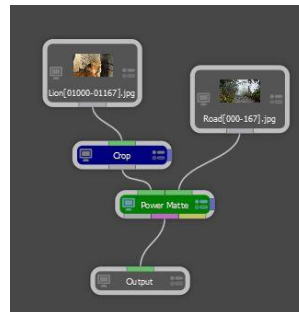 Lion[01000-01167].jpg
Road[000-167].jpg
Crop
Power Matte
Output